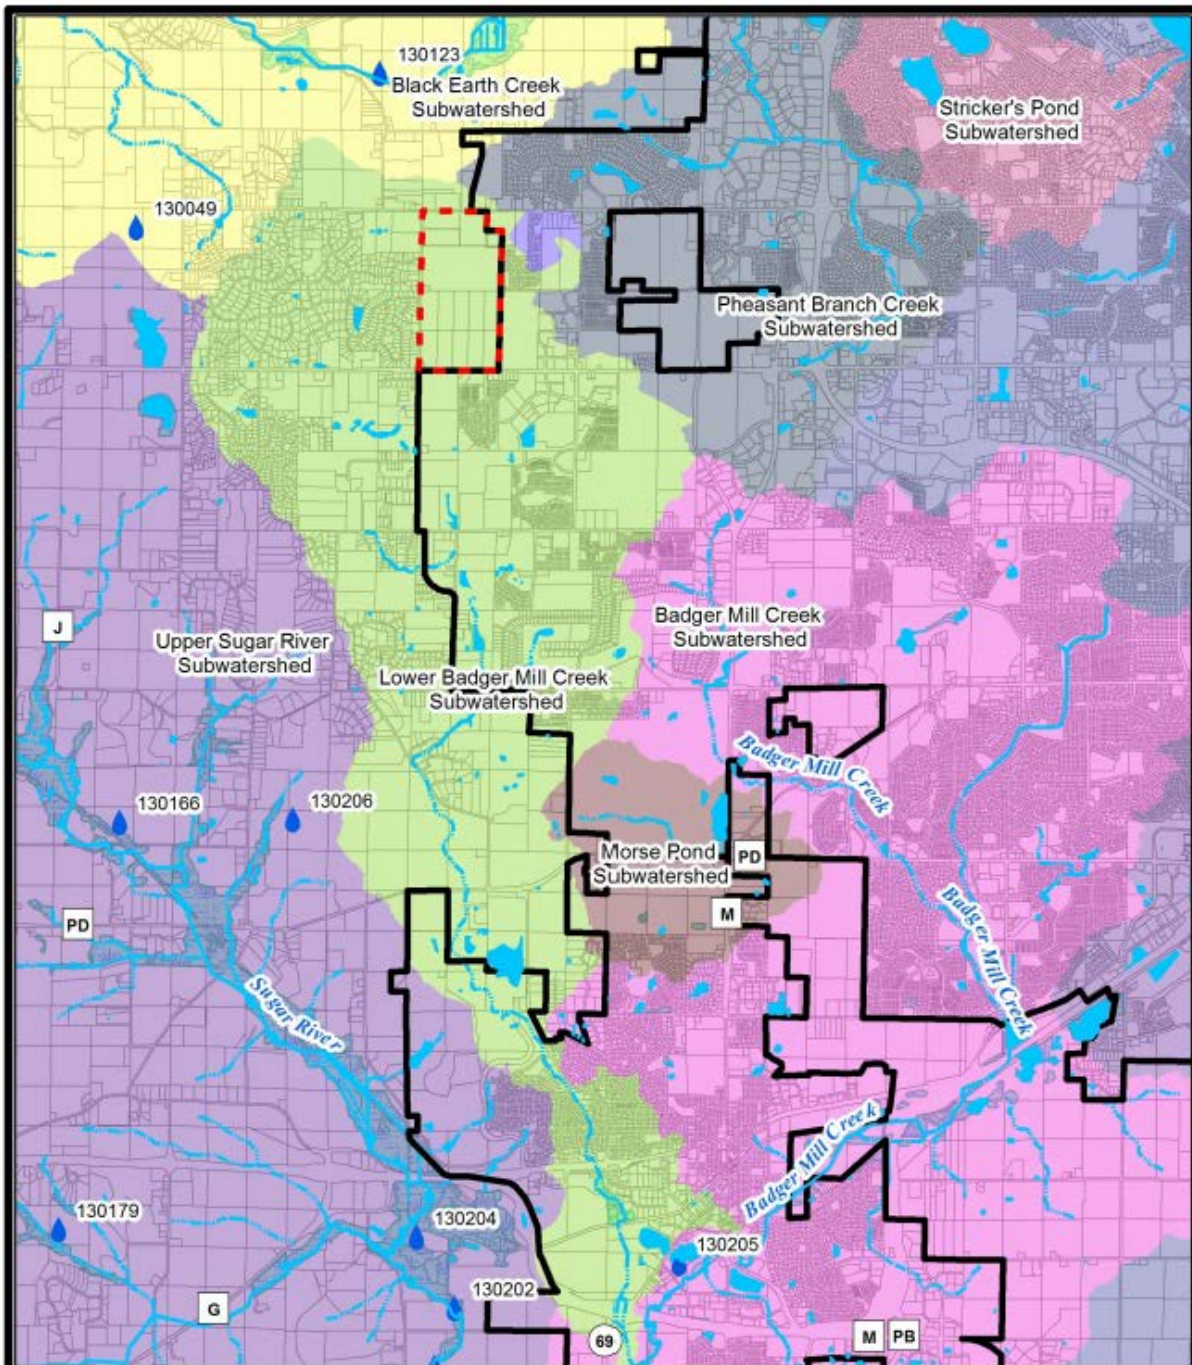 130123
Black Earth Creek
Subwatershed
Stricker's Pond
Subwatershed
130049
Pheasant Branch Creek
Subwatershed
J
Upper Sugar River
Subwatershed
Badger Mill Creek
Subwatershed
Lower Badger Mill Creek
Subwatershed
Badger Mill Creek
130166
130206
Morse Pond
Subwatershed
PD
M
PD
Badger Mill Creek
Sugar River
Badger Mill Creek
130179
130204
130205
130202
G
69
M
PB